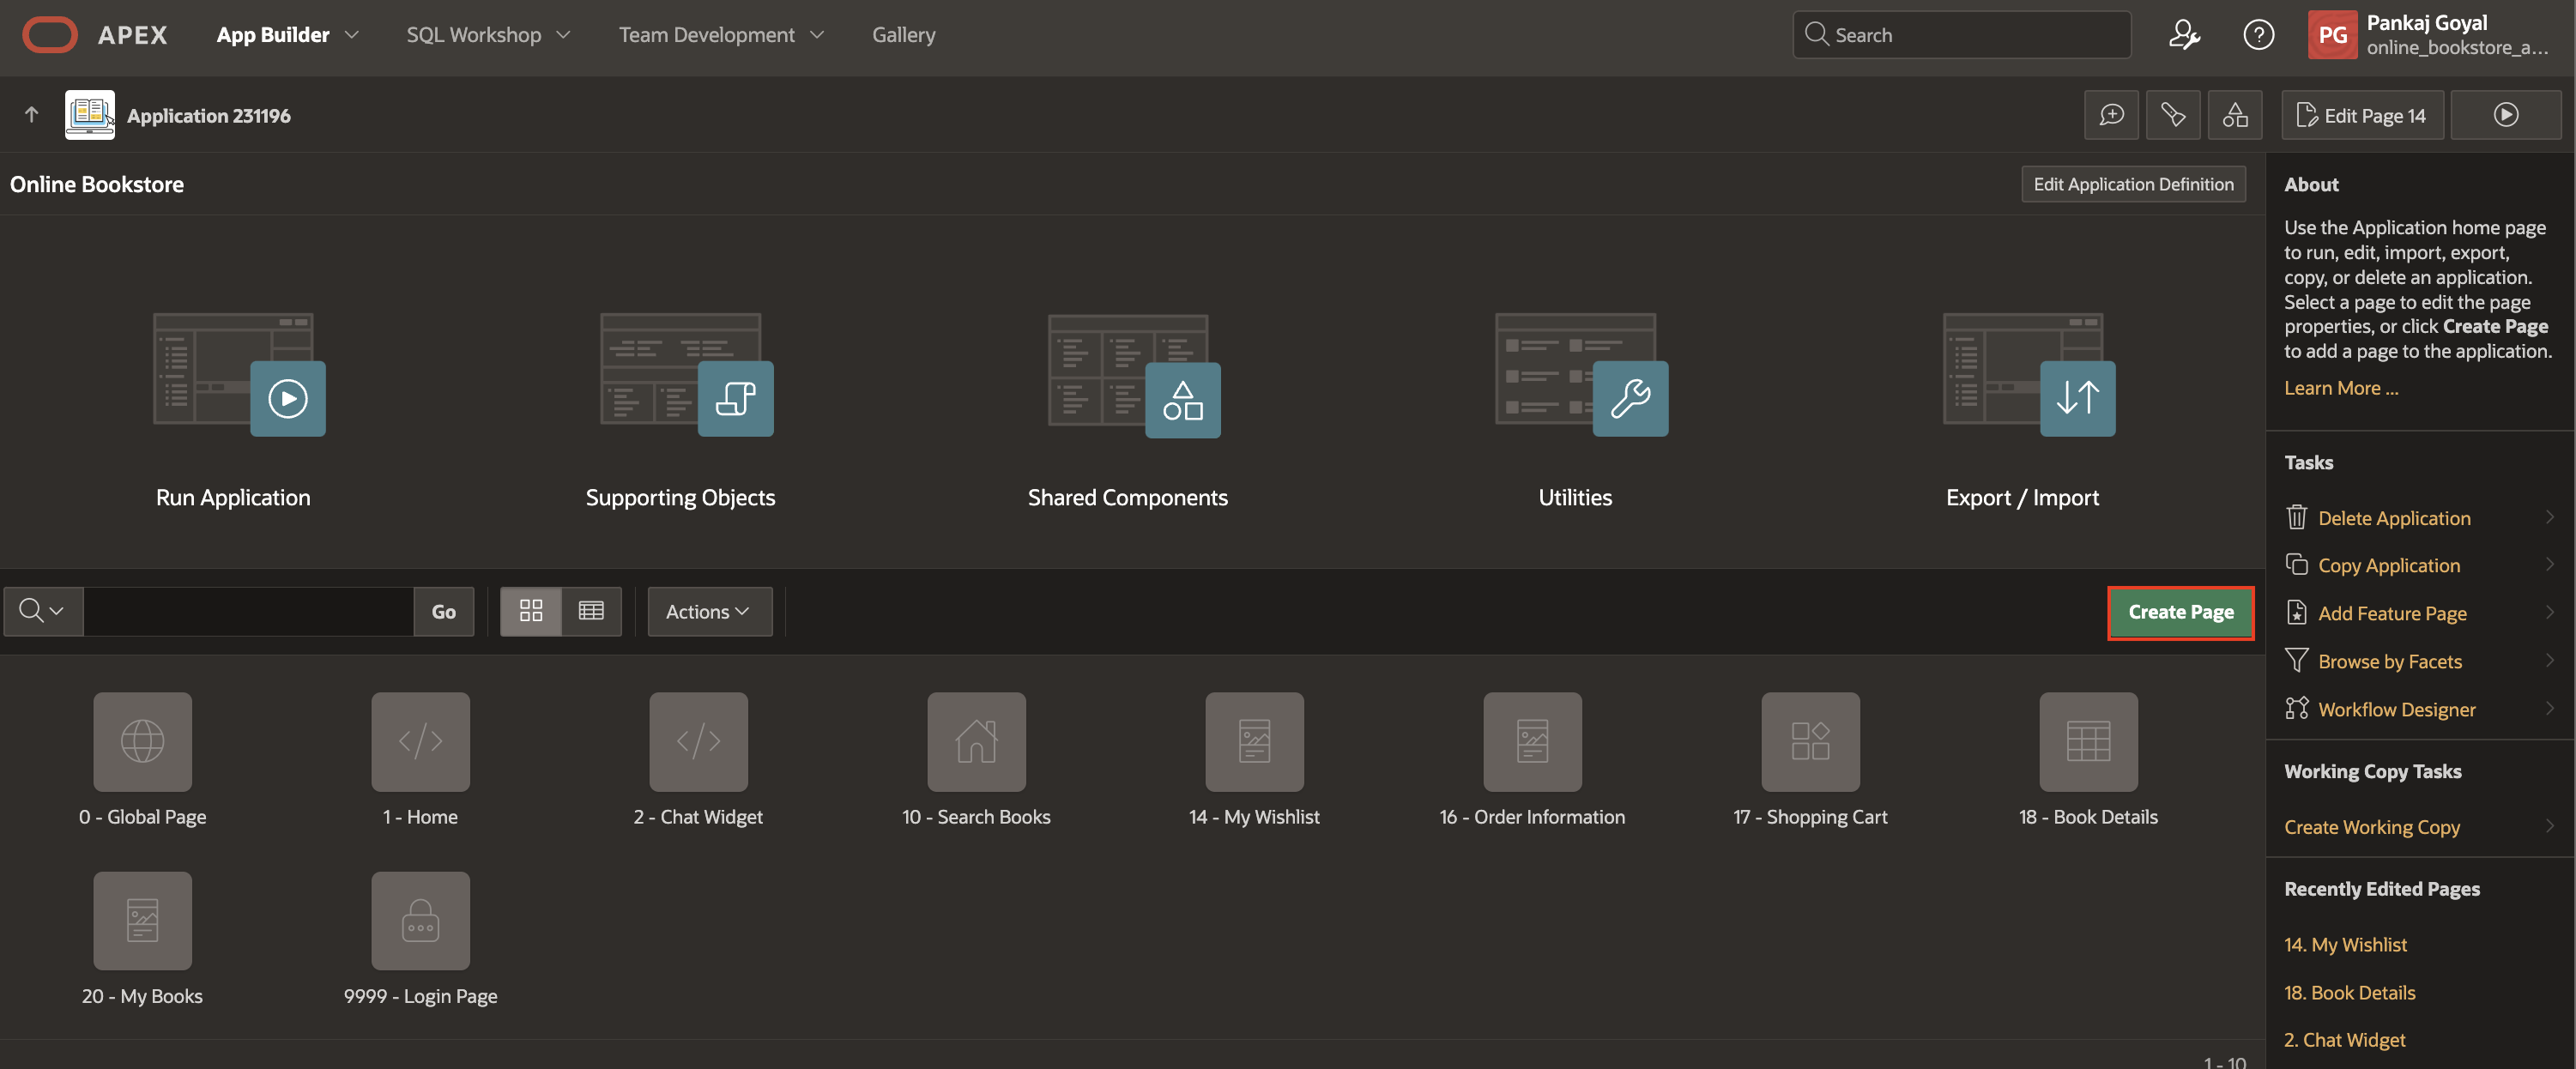 APEX App Builder SQL Workshop Team Development Gallery Search Pankaj Goyal
PG online_bookstore_a...
Application 231196 Edit Page 14
Online Bookstore Edit Application Definition
Run Application Supporting Objects Shared Components Utilities Export / Import
Go Actions Create Page
0 - Global Page 1 - Home 2 - Chat Widget 10 - Search Books 14 - My Wishlist 16 - Order Information 17 - Shopping Cart 18 - Book Details
20 - My Books 9999 - Login Page
1 - 10
About
Use the Application home page
to run, edit, import, export,
copy, or delete an application.
Select a page to edit the page
properties, or click Create Page
to add a page to the application.
Learn More ...
Tasks
Delete Application
Copy Application
Add Feature Page
Browse by Facets
Workflow Designer
Working Copy Tasks
Create Working Copy
Recently Edited Pages
14. My Wishlist
18. Book Details
2. Chat Widget